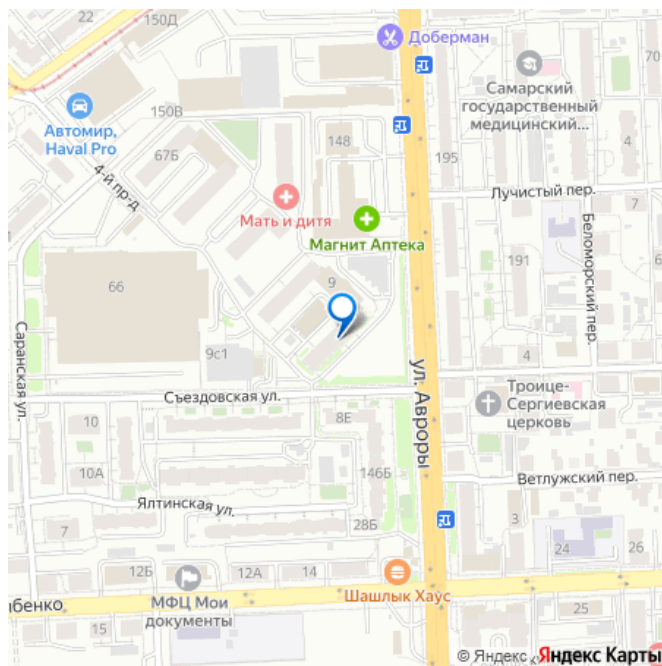 150Д
Доберман
Самарский
государственный
медицинский...
70
Автомир,
Haval Pro
150В
67Б
148
195
4
4-й пр-д
Мать и дитя
Лучистый пер.
Магнит Аптека
Беломорский пер.
191
7
66
9
9с1
Саранская ул.
ул. Авроры
Съездовская ул.
Троице-
Сергиевская
церковь
10
8Е
10А
146Б
Ветлужский пер.
Ялтинская ул.
28Б
7
3
24
26
12Б
12А
14
МФЦ Мои
документы
Шашлык Хаус
бенко
15
25
© Яндекс
Яндекс Карты